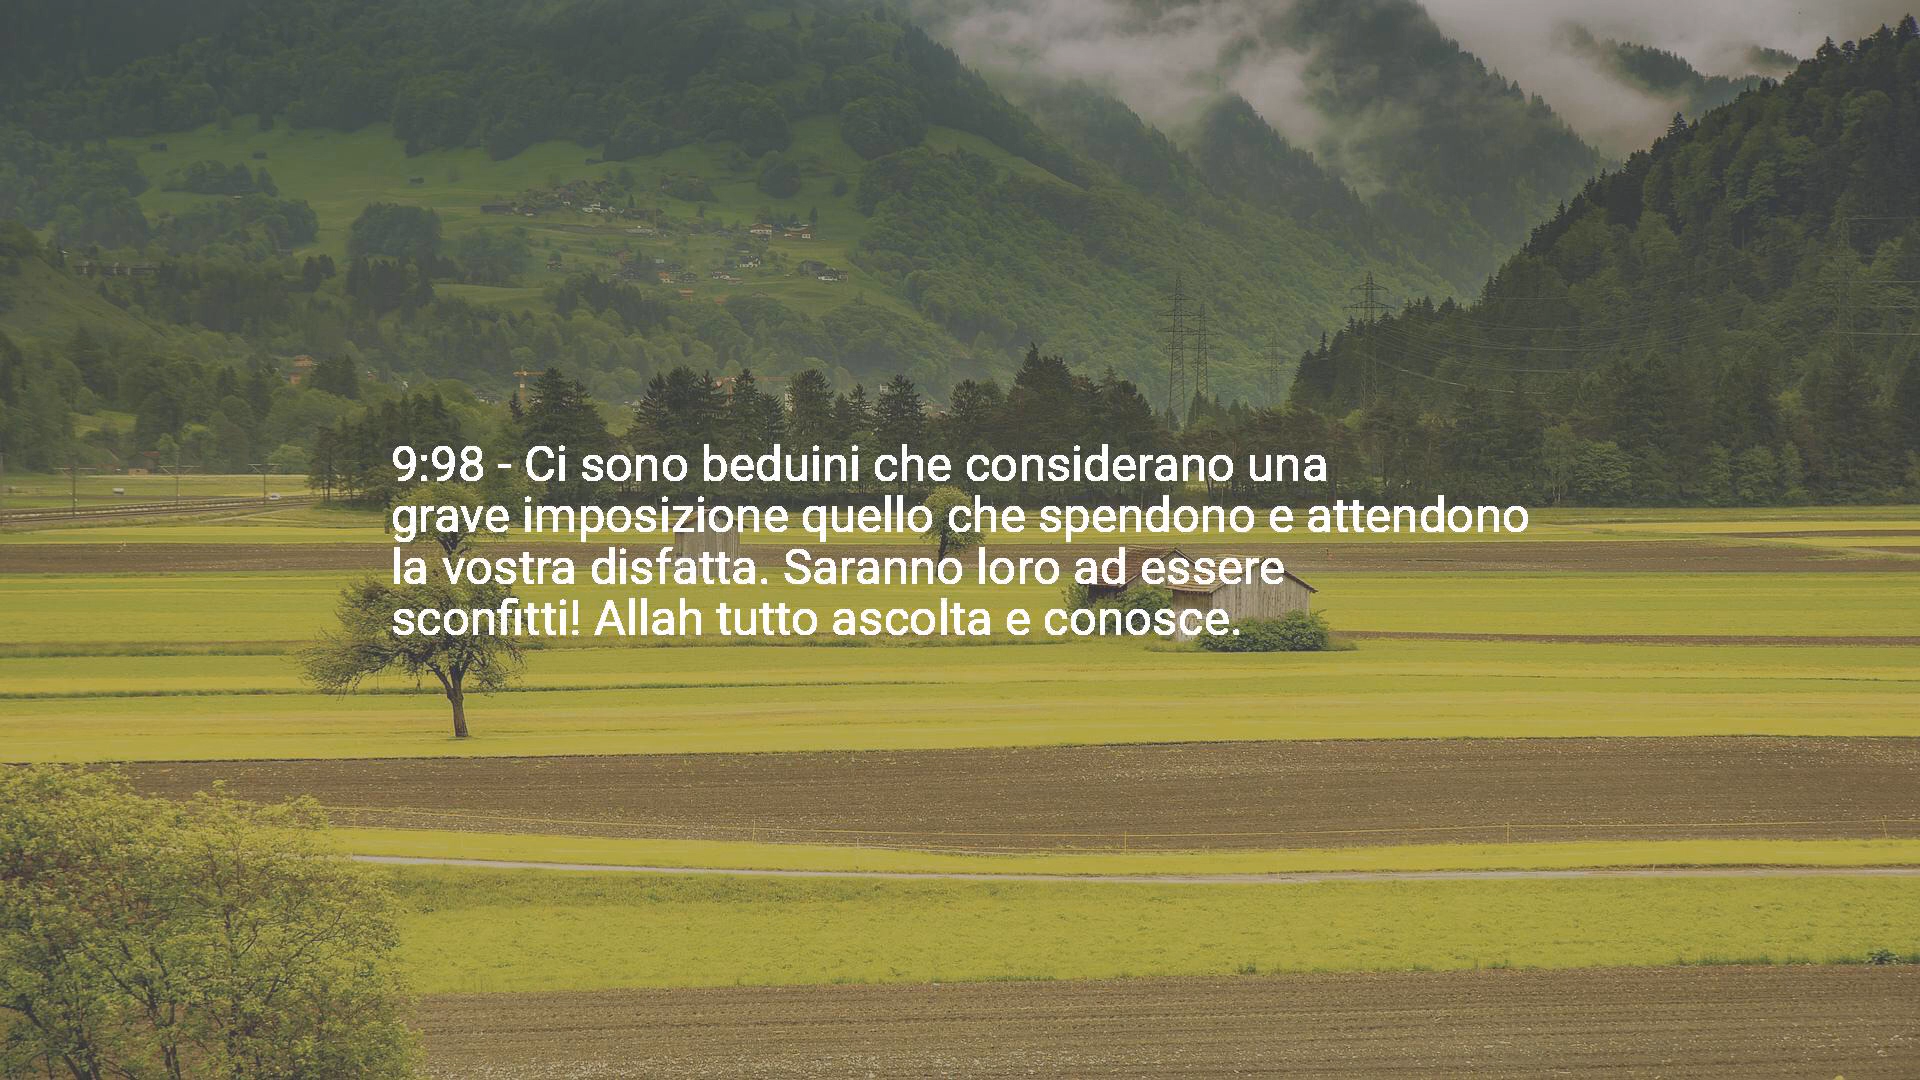 9:98 - Ci sono beduini che considerano una
grave imposizione quello che spendono e attendono
la vostra disfatta. Saranno loro ad essere
sconfitti! Allah tutto ascolta e conosce.